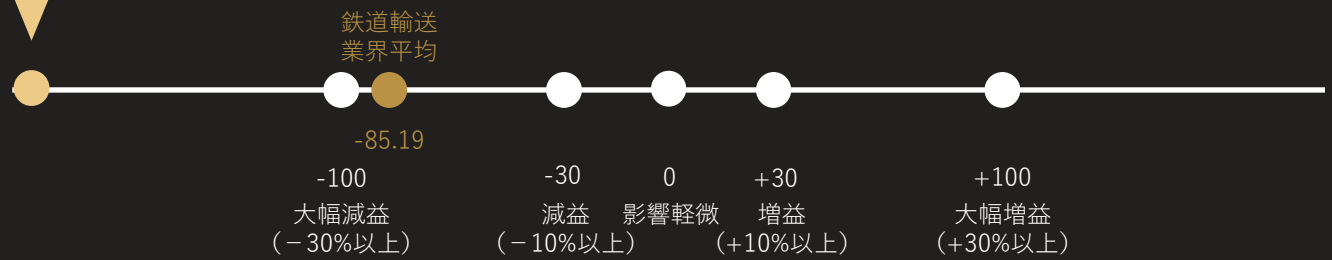 鉄道輸送
業界平均
-85.19
-100
大幅減益
（－30%以上）
-30
減益
（－10%以上）
0
影響軽微
+30
増益
（+10%以上）
+100
大幅増益
（+30%以上）